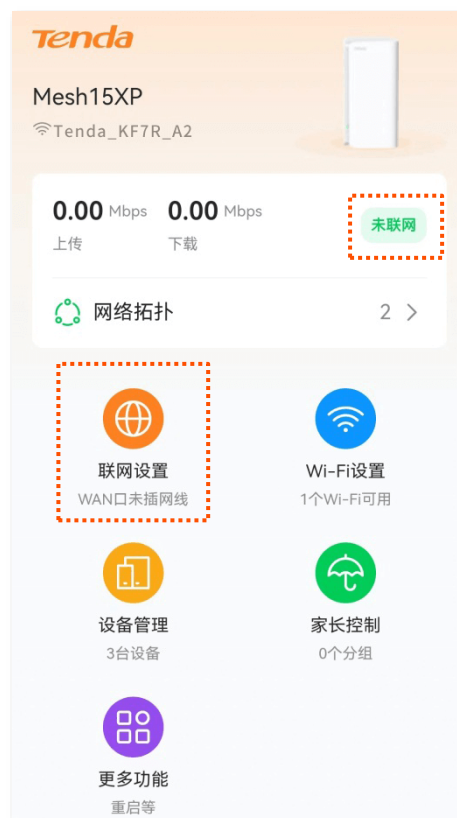 Tenda
Mesh15XP
Tenda_KF7R_A2
0.00 Mbps 0.00 Mbps
上传 下载
未联网
网络拓扑 2
联网设置 Wi-Fi设置
WAN口未插网线 1个Wi-Fi可用
设备管理 家长控制
3台设备 0个分组
更多功能
重启等